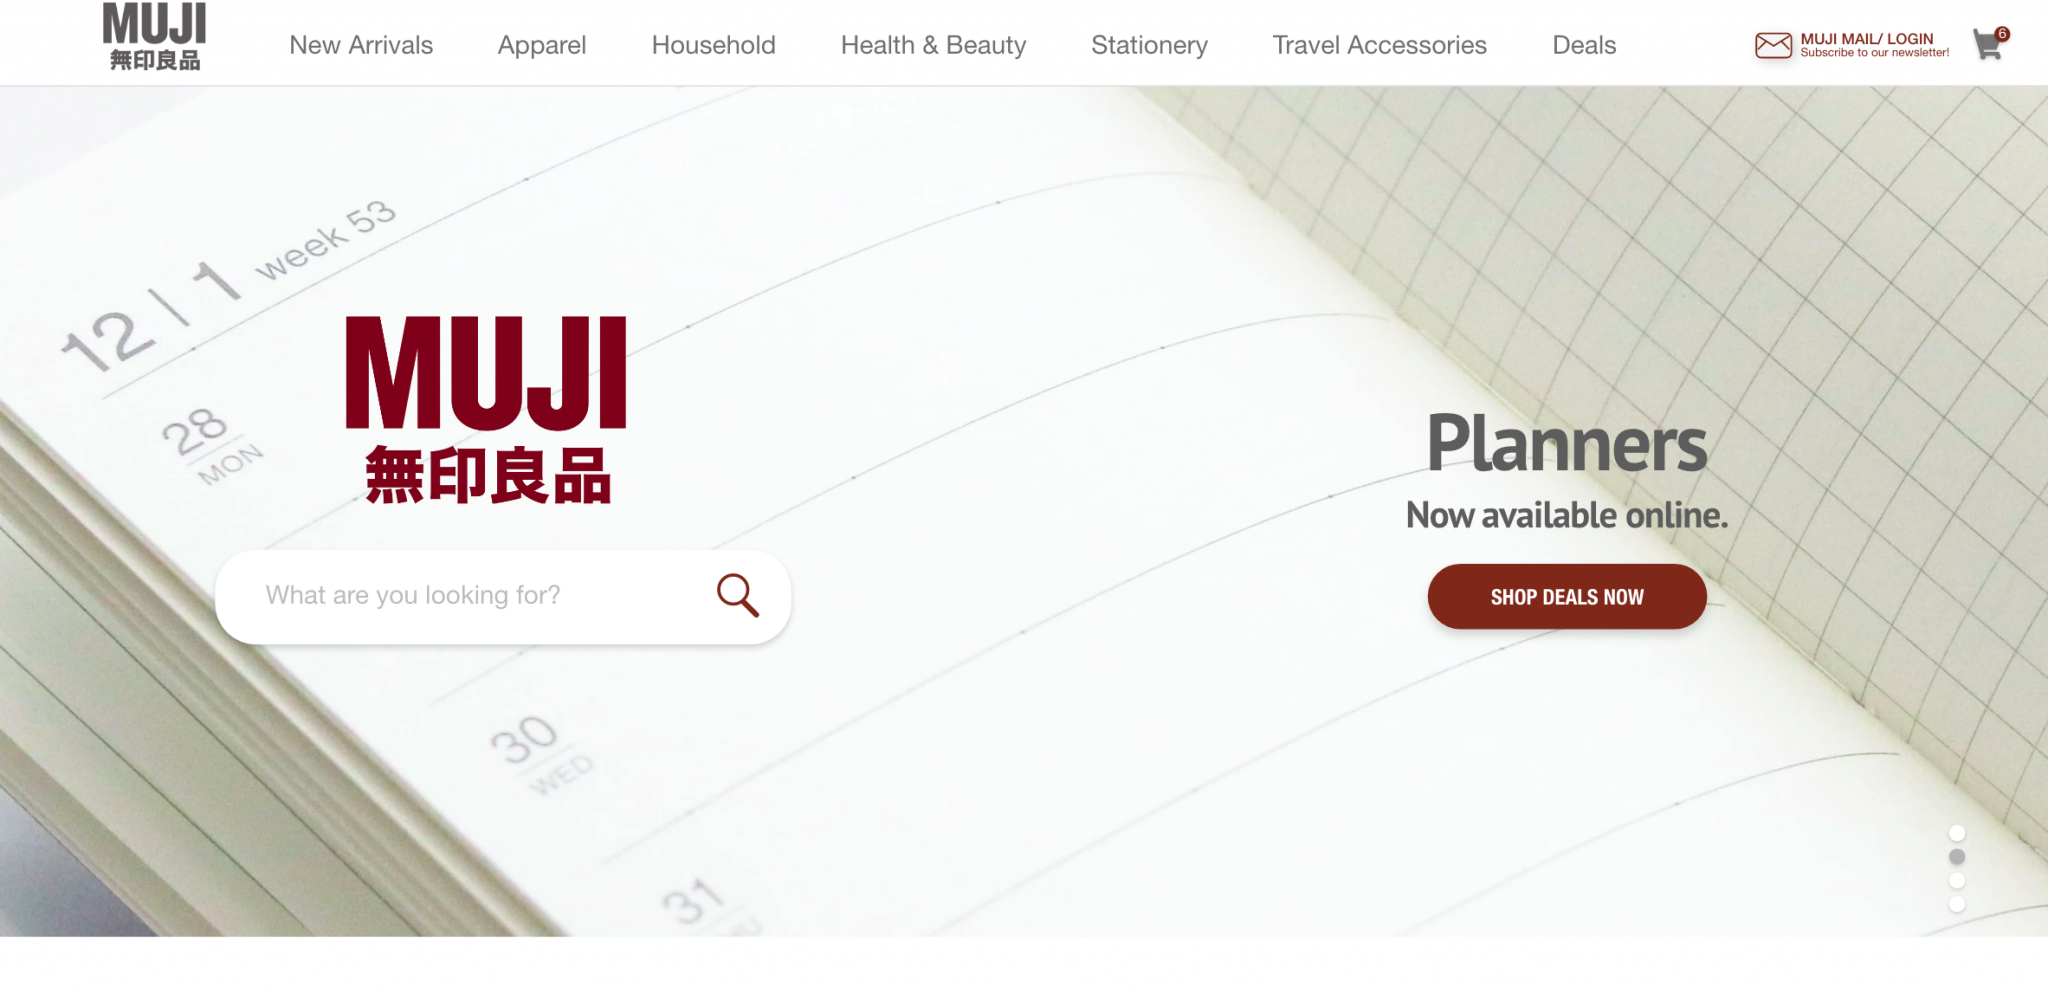 MUJI
無印良品
New Arrivals
Apparel
Household
Health & Beauty
Stationery
Travel Accessories
Deals
MUJI MAIL/ LOGIN
Subscribe to our newsletter!
6
12 | 1 week 53
28
MON
MUJI
無印良品
What are you looking for?
Planners
Now available online.
SHOP DEALS NOW
30
WED
31